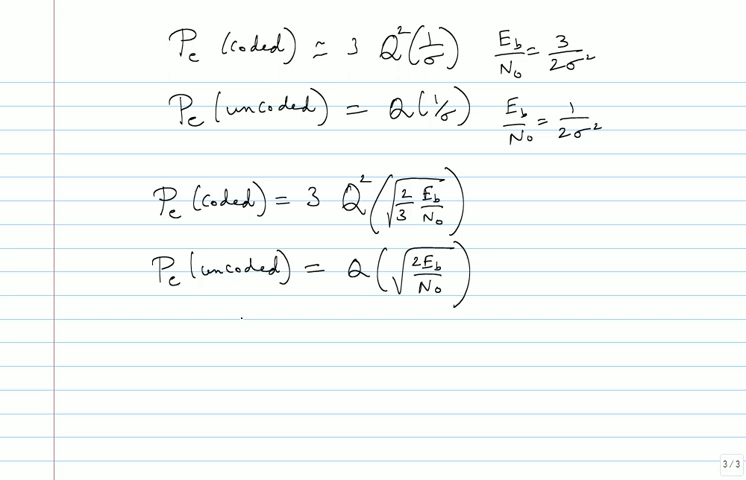 Pe (coded) ≃ 3 Q²(1/σ) Eb/N₀ = 3/2σ²
Pe (uncoded) = Q(1/σ) Eb/N₀ = 1/2σ²
Pe (coded) = 3 Q²(√(2/3 Eb/N₀))
Pe (uncoded) = Q(√(2Eb/N₀))
3/3